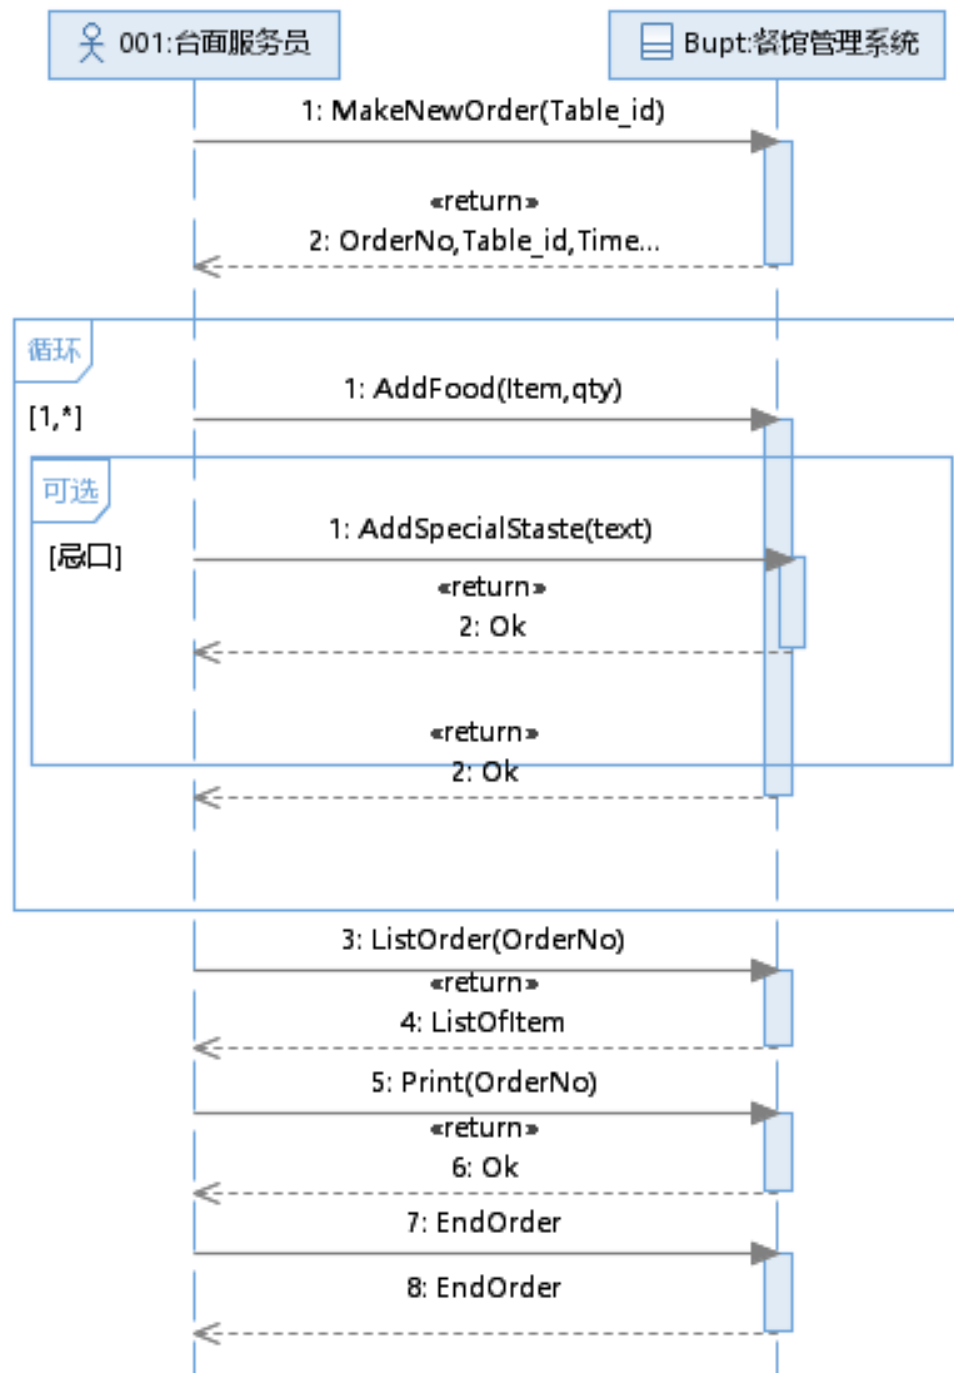 001:台面服务员
Bupt:餐馆管理系统
1: MakeNewOrder(Table_id)
«return»
2: OrderNo,Table_id,Time...
循环
[1,*]
1: AddFood(Item,qty)
可选
[忌口]
1: AddSpecialStaste(text)
«return»
2: Ok
«return»
2: Ok
3: ListOrder(OrderNo)
«return»
4: ListOfItem
5: Print(OrderNo)
«return»
6: Ok
7: EndOrder
8: EndOrder